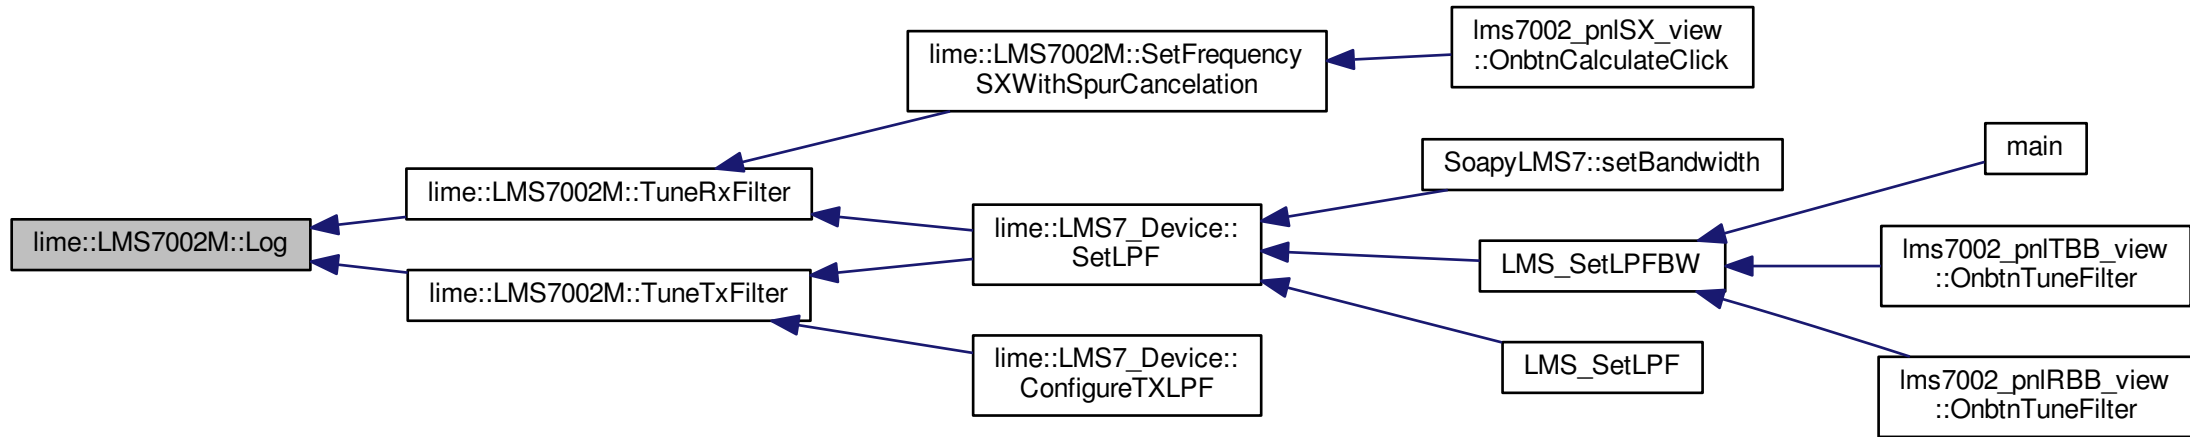 lime::LMS7002M::Log
lime::LMS7002M::TuneRxFilter
lime::LMS7002M::TuneTxFilter
lime::LMS7002M::SetFrequency
SXWithSpurCancelation
lime::LMS7_Device::
SetLPF
lime::LMS7_Device::
ConfigureTXLPF
lms7002_pnlSX_view
::OnbtnCalculateClick
SoapyLMS7::setBandwidth
LMS_SetLPFBW
LMS_SetLPF
main
lms7002_pnlTBB_view
::OnbtnTuneFilter
lms7002_pnlRBB_view
::OnbtnTuneFilter